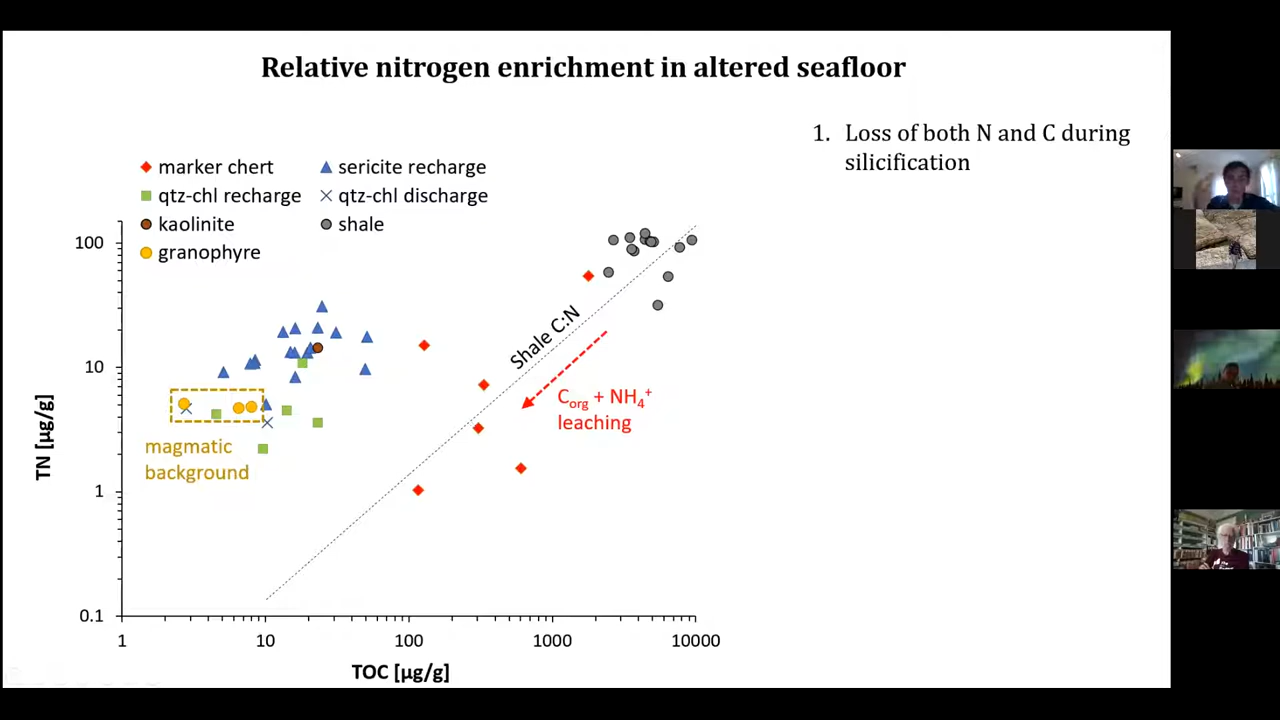 Relative nitrogen enrichment in altered seafloor
1. Loss of both N and C during
silicification
marker chert
sericite recharge
qtz-chl recharge
qtz-chl discharge
kaolinite
shale
granophyre
100
10
1
0.1
TN [µg/g]
magmatic
background
Shale C:N
Corg + NH4+
leaching
1
10
100
1000
10000
TOC [µg/g]